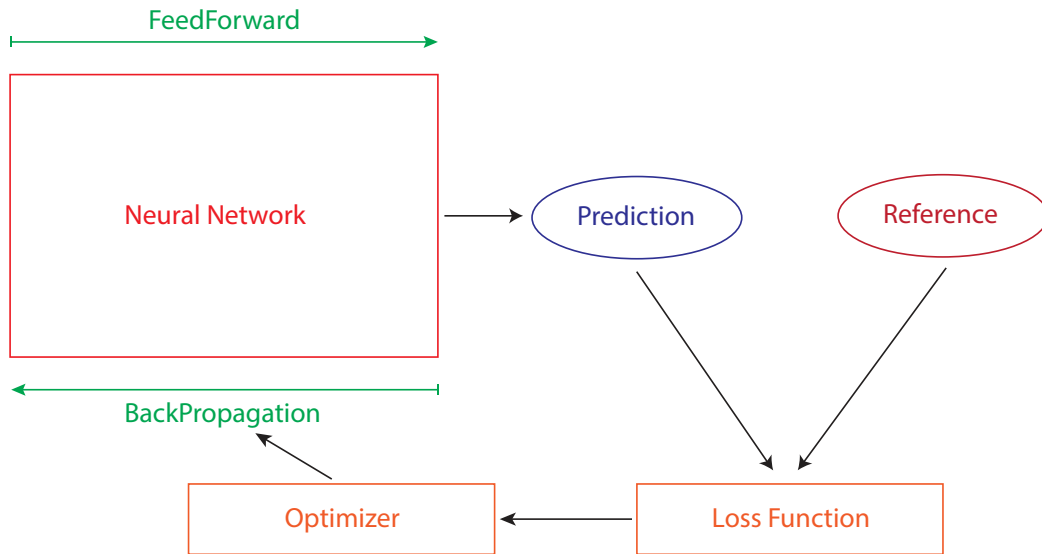 FeedForward
Neural Network
Prediction
Reference
BackPropagation
Optimizer
Loss Function